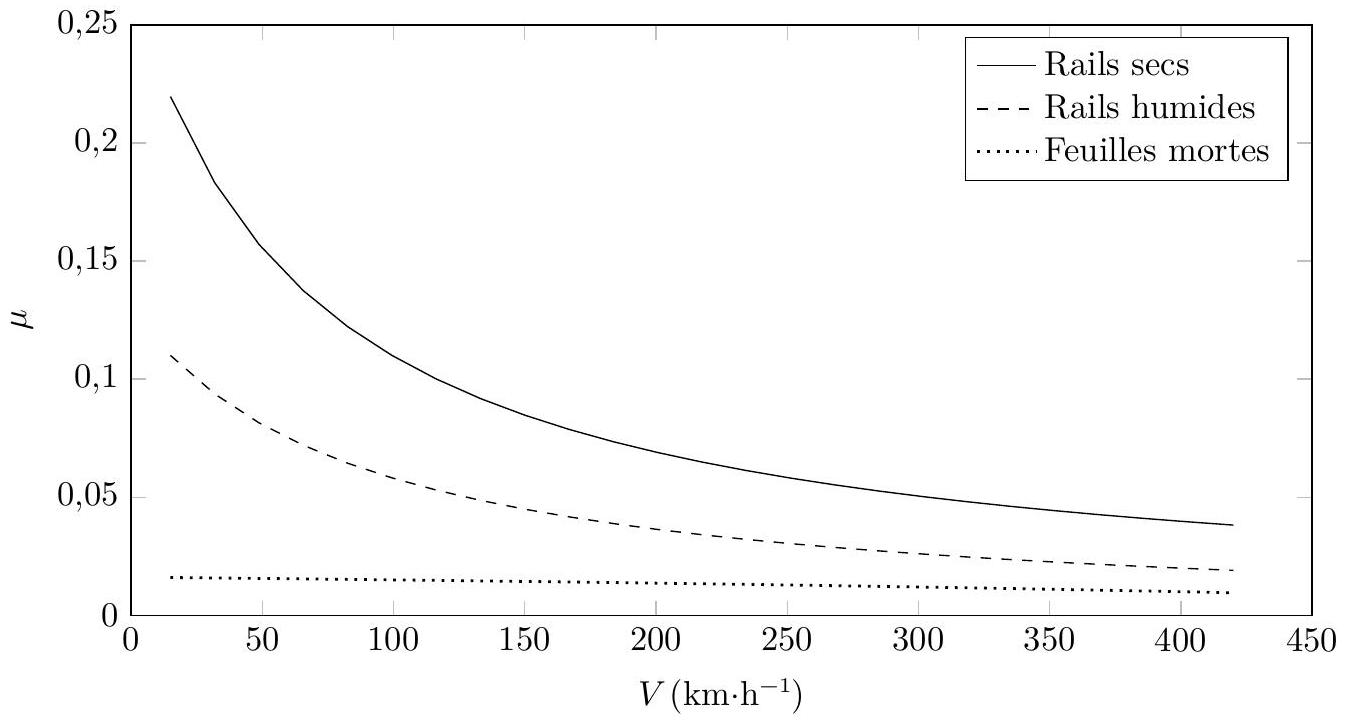 0,25
0,2
0,15
0,1
0,05
0
μ
Rails secs
Rails humides
Feuilles mortes
0 50 100 150 200 250 300 350 400 450
V (km·h⁻¹)